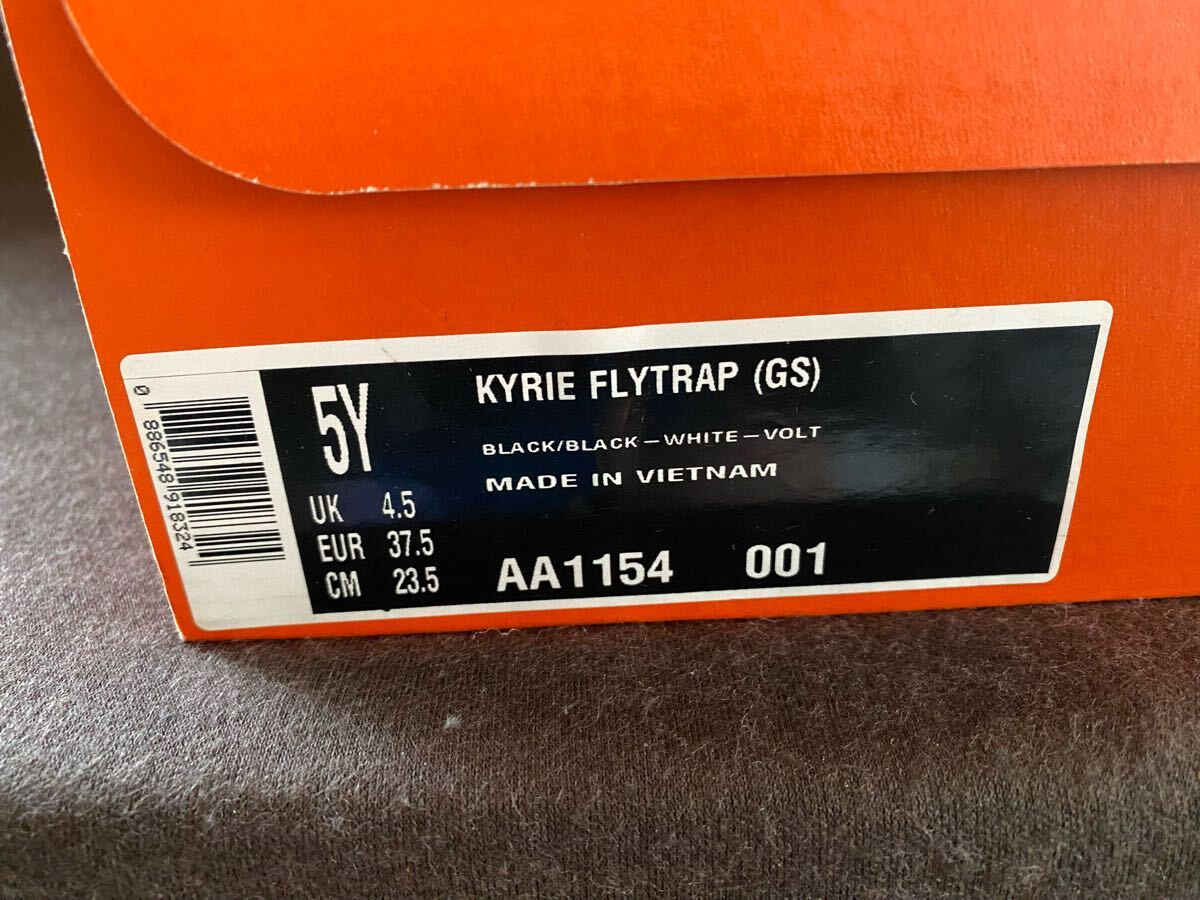 0 886548 918324
5Y
KYRIE FLYTRAP (GS)
BLACK/BLACK-WHITE-VOLT
MADE IN VIETNAM
UK 4.5
EUR 37.5
CM 23.5
AA1154 001